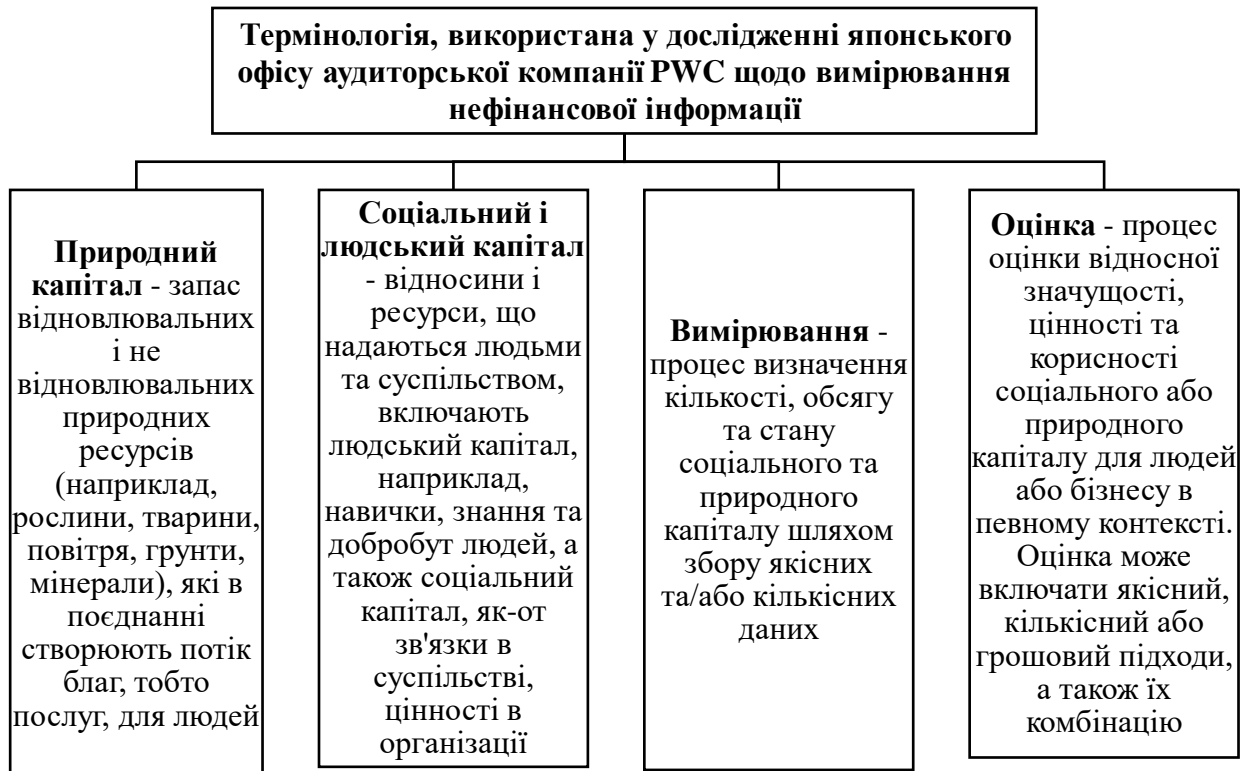 Термінологія, використана у дослідженні японського
офісу аудиторської компанії PWC щодо вимірювання
нефінансової інформації
Природний
капітал - запас
відновлювальних
і не
відновлювальних
природних
ресурсів
(наприклад,
рослини, тварини,
повітря, грунти,
мінерали), які в
поєднанні
створюють потік
благ, тобто
послуг, для людей
Соціальний і
людський капітал
- відносини і
ресурси, що
надаються людьми
та суспільством,
включають
людський капітал,
наприклад,
навички, знання та
добробут людей, а
також соціальний
капітал, як-от
зв'язки в
суспільстві,
цінності в
організації
Вимірювання -
процес визначення
кількості, обсягу
та стану
соціального та
природного
капіталу шляхом
збору якісних
та/або кількісних
даних
Оцінка - процес
оцінки відносної
значущості,
цінності та
корисності
соціального або
природного
капіталу для людей
або бізнесу в
певному контексті.
Оцінка може
включати якісний,
кількісний або
грошовий підходи,
а також їх
комбінацію